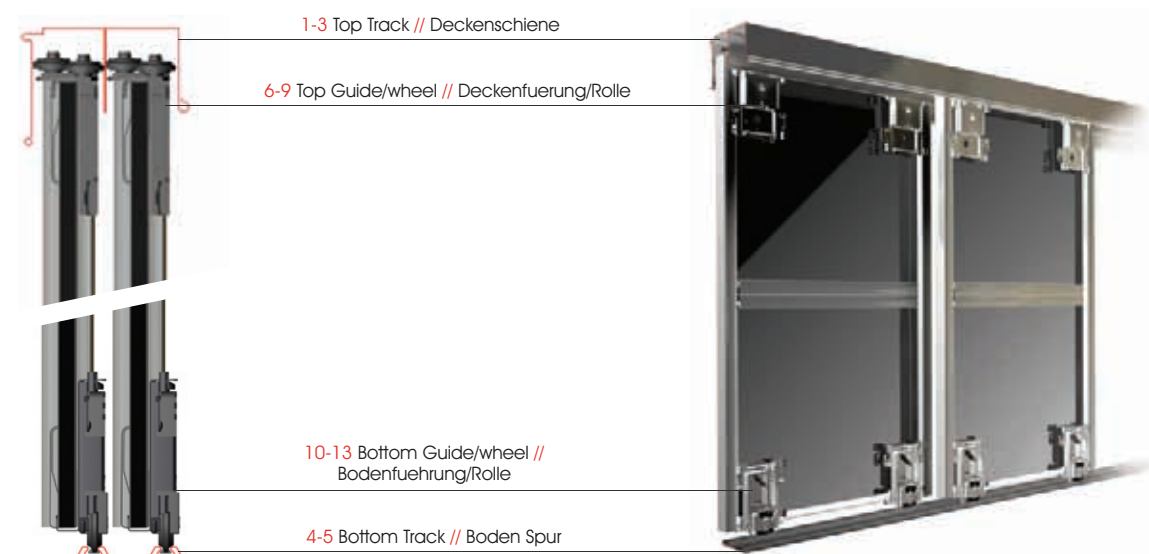 1-3 Top Track // Deckenschiene
6-9 Top Guide/wheel // Deckenfuerung/Rolle
10-13 Bottom Guide/wheel //
Bodenfuehrung/Rolle
4-5 Bottom Track // Boden Spur